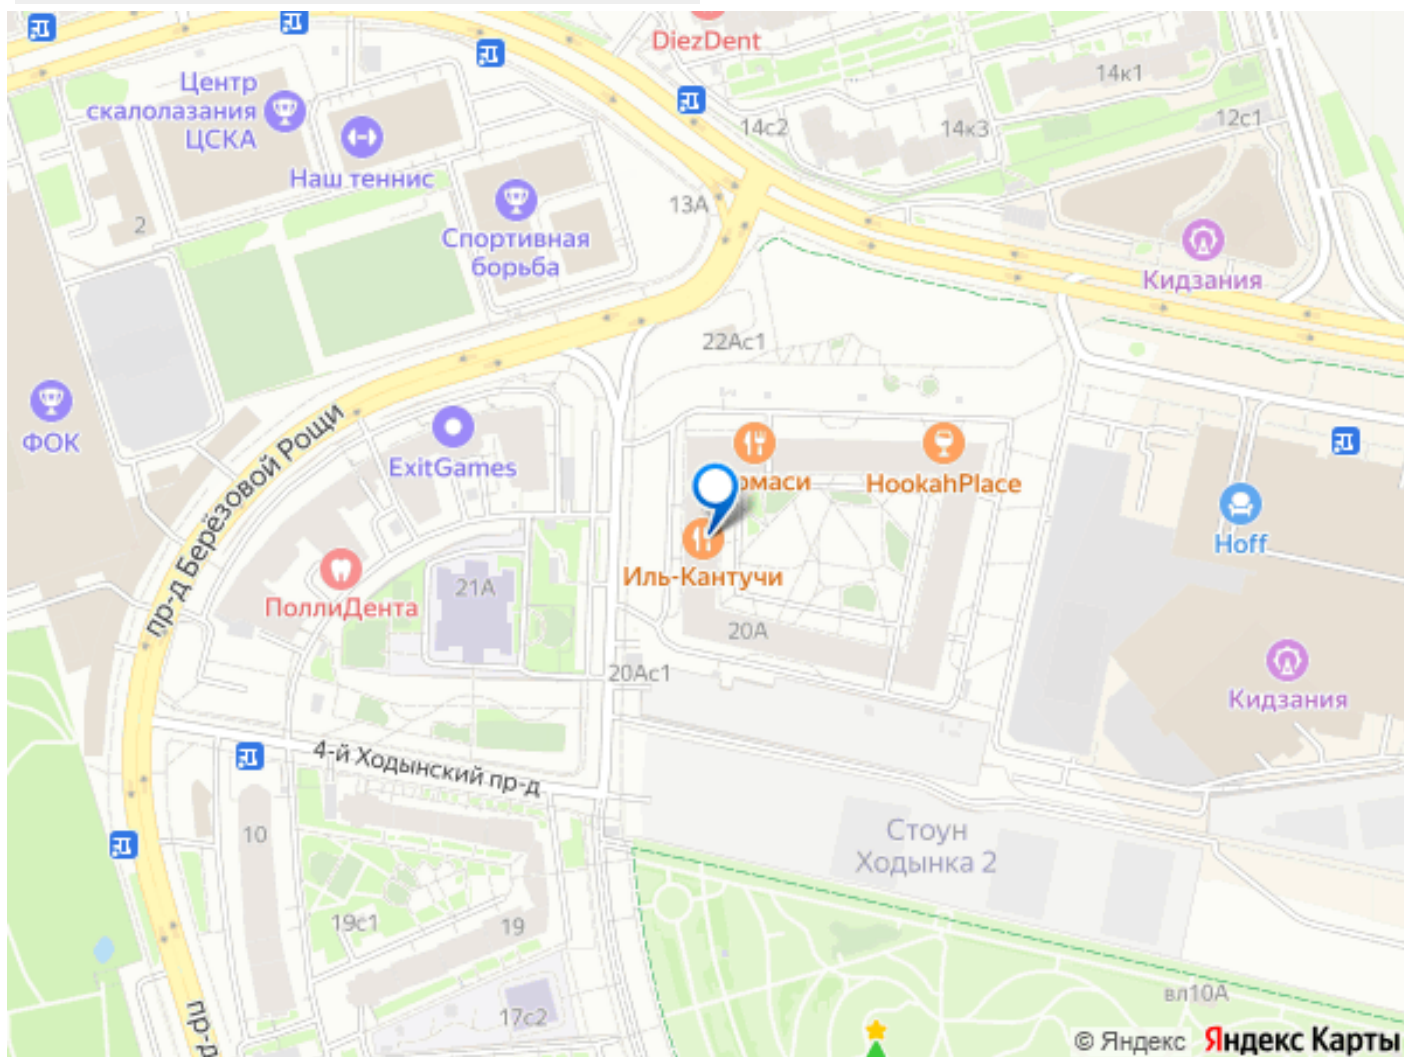 DiezDent
Центр
скалолазания
ЦСКА
14к1
14с2
14к3
12с1
Наш теннис
13А
2
Спортивная
борьба
Кидзания
22Ас1
ФОК
пр-д Берёзовой Рощи
ExitGames
HookahPlace
Hoff
Иль-Кантучи
21А
ПоллиДента
20А
20Ас1
Кидзания
4-й Ходынский пр-д
10
Стоун
Ходынка 2
19с1
19
вл10А
17с2
пр-д
© Яндекс Яндекс Карты